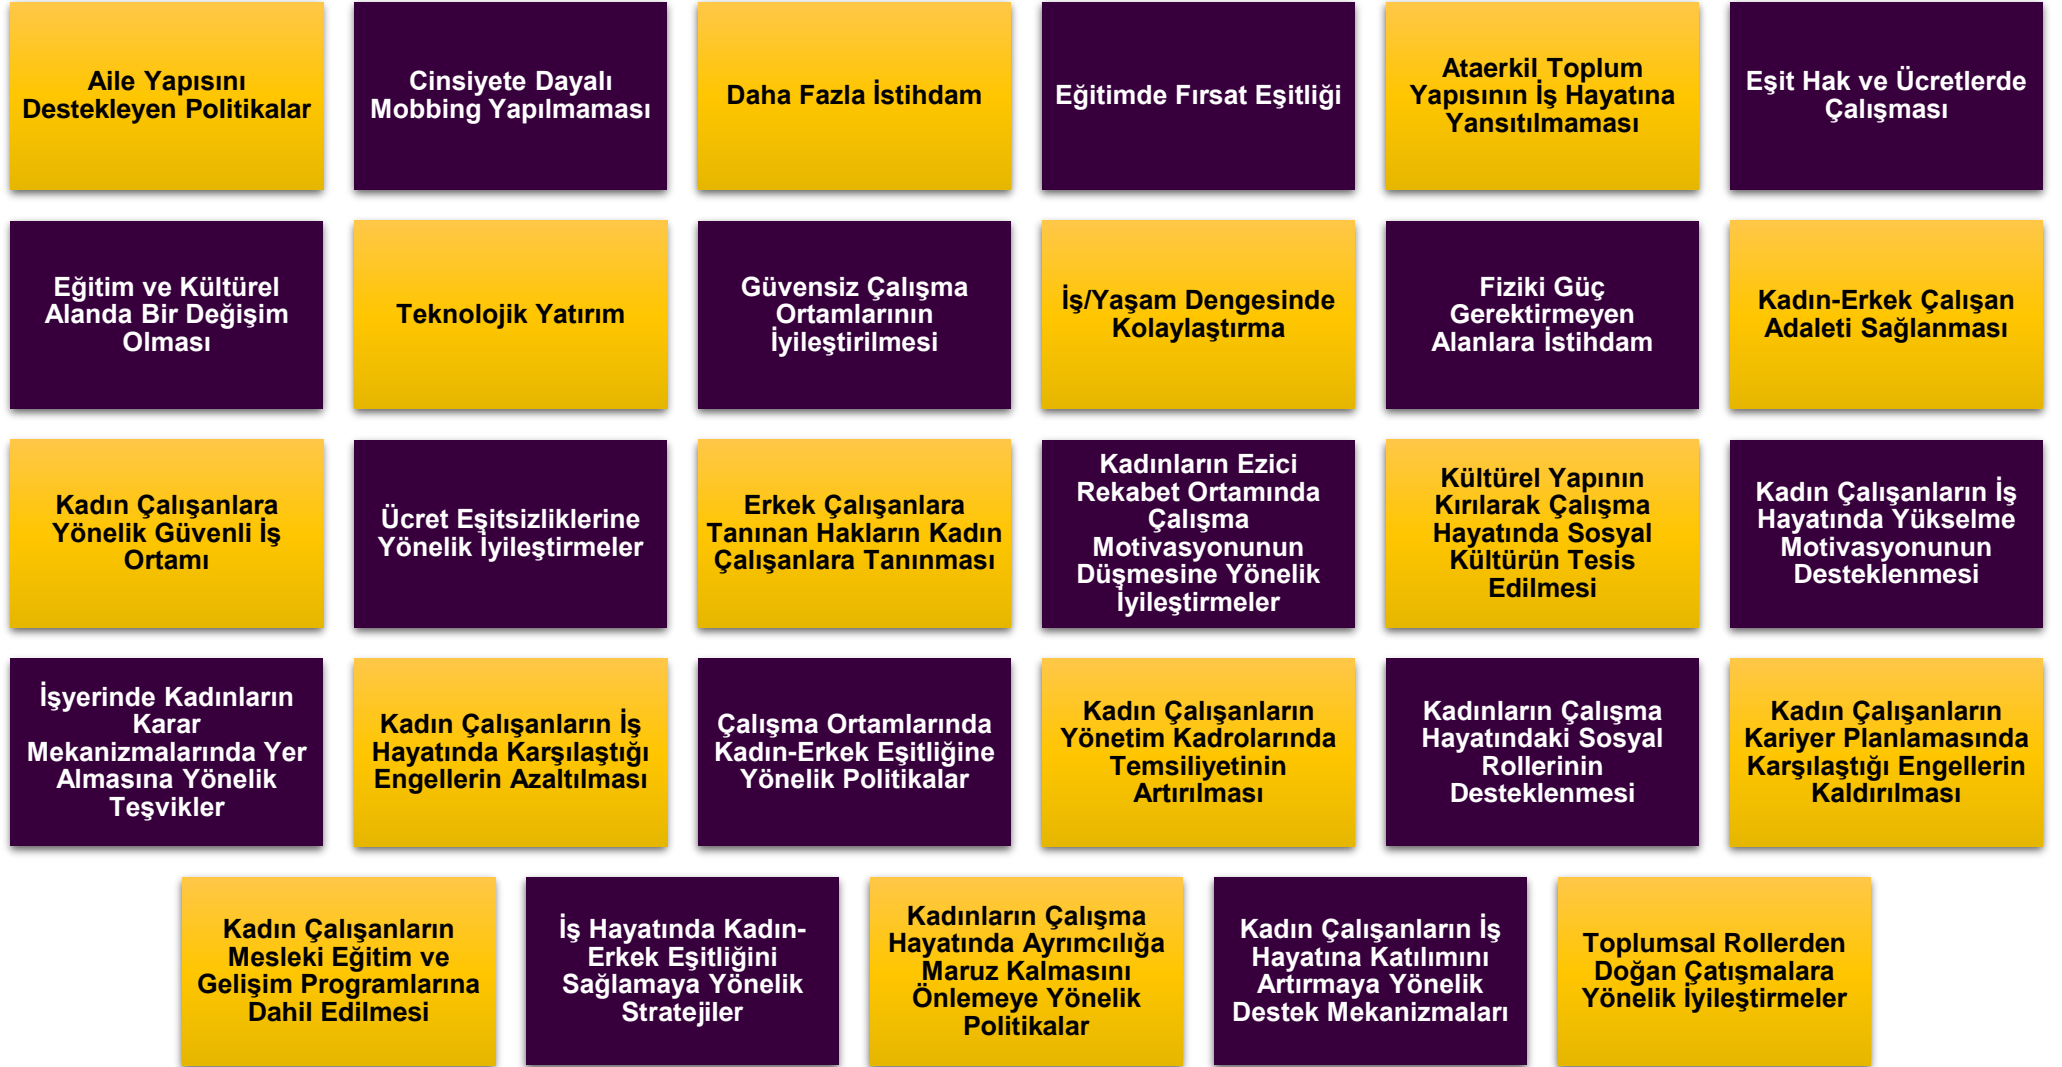 Aile Yapısını
Destekleyen Politikalar
Cinsiyete Dayalı
Mobbing Yapılmaması
Daha Fazla İstihdam
Eğitimde Fırsat Eşitliği
Ataerkil Toplum
Yapısının İş Hayatına
Yansıtılmaması
Eşit Hak ve Ücretlerde
Çalışması
Eğitim ve Kültürel
Alanda Bir Değişim
Olması
Teknolojik Yatırım
Güvensiz Çalışma
Ortamlarının
İyileştirilmesi
İş/Yaşam Dengesinde
Kolaylaştırma
Fiziki Güç
Gerektirmeyen
Alanlara İstihdam
Kadın-Erkek Çalışan
Adaleti Sağlanması
Kadın Çalışanlara
Yönelik Güvenli İş
Ortamı
Ücret Eşitsizliklerine
Yönelik İyileştirmeler
Erkek Çalışanlara
Tanınan Hakların Kadın
Çalışanlara Tanınması
Kadınların Ezici
Rekabet Ortamında
Çalışma
Motivasyonunun
Düşmesine Yönelik
İyileştirmeler
Kültürel Yapının
Kırılarak Çalışma
Hayatında Sosyal
Kültürün Tesis
Edilmesi
Kadın Çalışanların İş
Hayatında Yükselme
Motivasyonunun
Desteklenmesi
İşyerinde Kadınların
Karar
Mekanizmalarında Yer
Almasına Yönelik
Teşvikler
Kadın Çalışanların İş
Hayatında Karşılaştığı
Engellerin Azaltılması
Çalışma Ortamlarında
Kadın-Erkek Eşitliğine
Yönelik Politikalar
Kadın Çalışanların
Yönetim Kadrolarında
Temsiliyetinin
Artırılması
Kadınların Çalışma
Hayatındaki Sosyal
Rollerinin
Desteklenmesi
Kadın Çalışanların
Kariyer Planlamasında
Karşılaştığı Engellerin
Kaldırılması
Kadın Çalışanların
Mesleki Eğitim ve
Gelişim Programlarına
Dahil Edilmesi
İş Hayatında Kadın-
Erkek Eşitliğini
Sağlamaya Yönelik
Stratejiler
Kadınların Çalışma
Hayatında Ayrımcılığa
Maruz Kalmasını
Önlemeye Yönelik
Politikalar
Kadın Çalışanların İş
Hayatına Katılımını
Artırmaya Yönelik
Destek Mekanizmaları
Toplumsal Rollerden
Doğan Çatışmalara
Yönelik İyileştirmeler